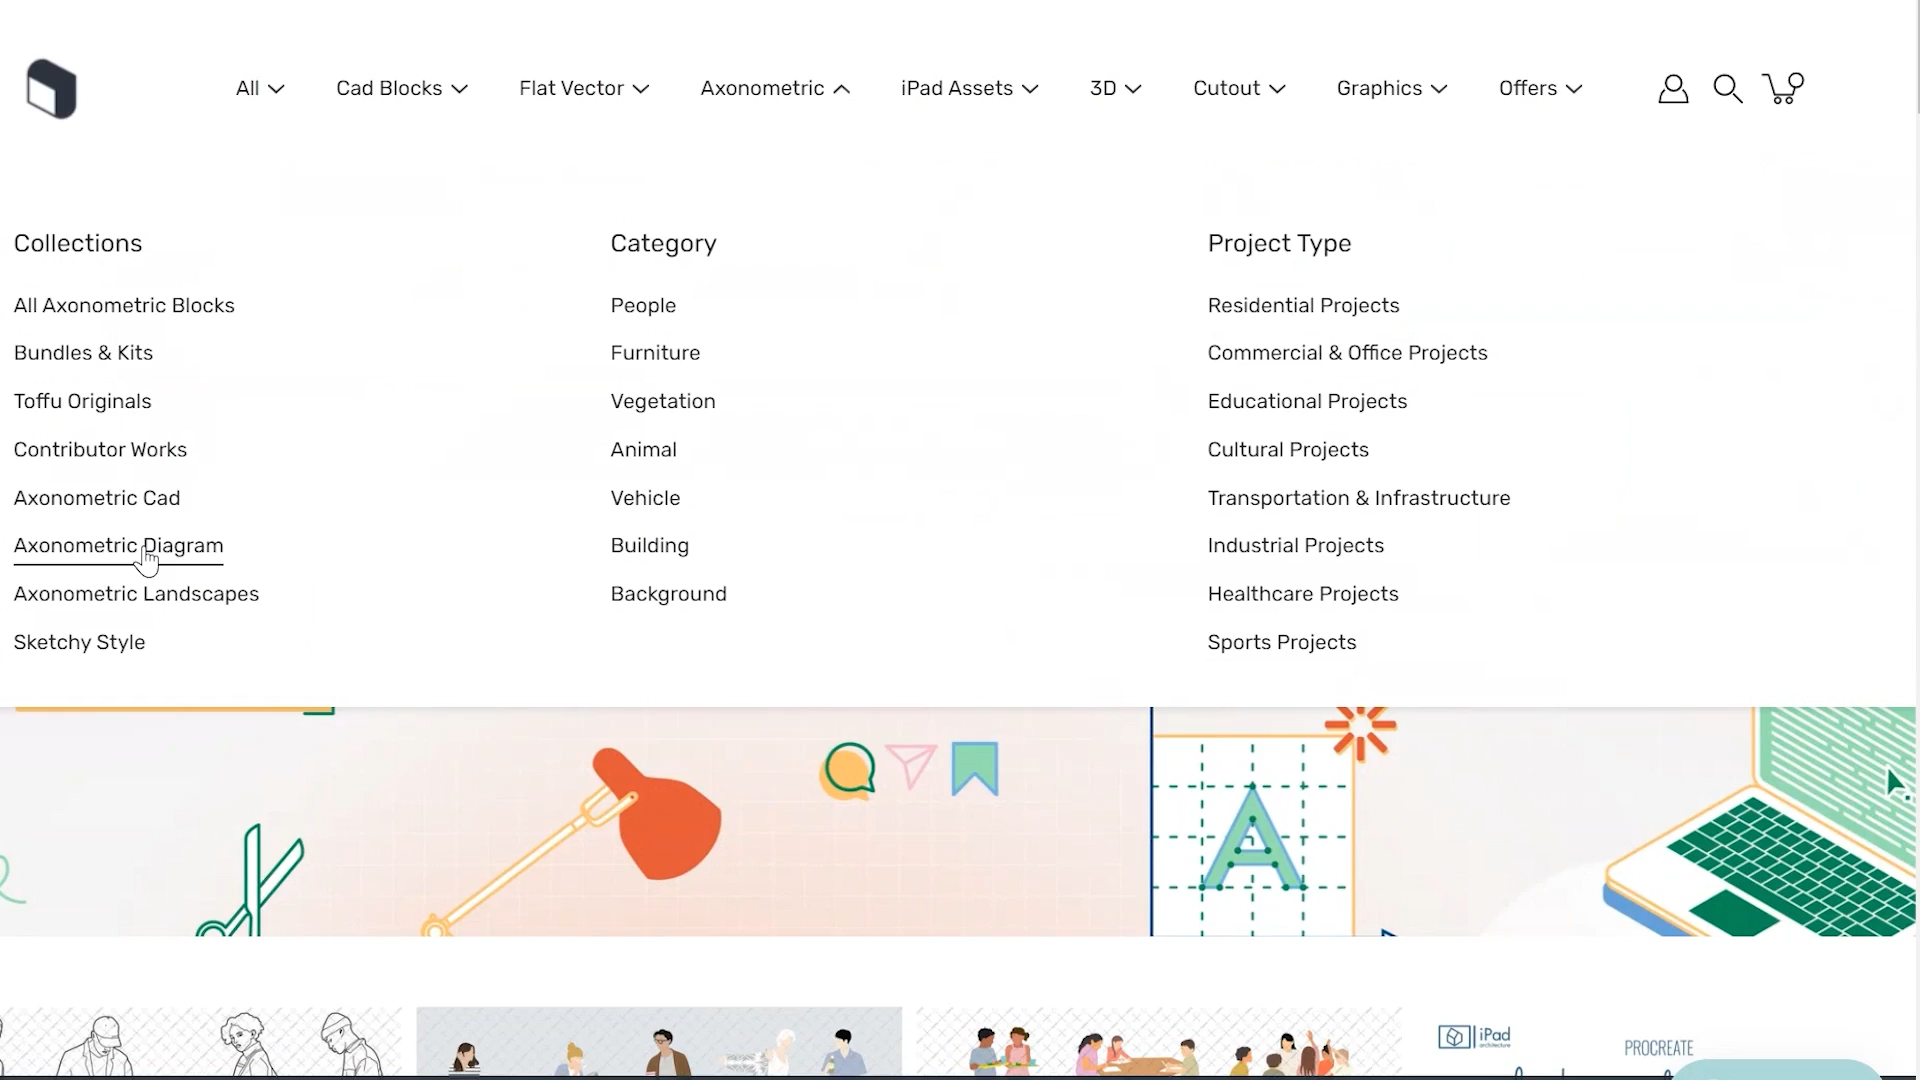 All
Cad Blocks
Flat Vector
Axonometric
iPad Assets
3D
Cutout
Graphics
Offers
Collections
All Axonometric Blocks
Bundles & Kits
Toffu Originals
Contributor Works
Axonometric Cad
Axonometric Diagram
Axonometric Landscapes
Sketchy Style
Category
People
Furniture
Vegetation
Animal
Vehicle
Building
Background
Project Type
Residential Projects
Commercial & Office Projects
Educational Projects
Cultural Projects
Transportation & Infrastructure
Industrial Projects
Healthcare Projects
Sports Projects
A
iPad
architecture
PROCREATE